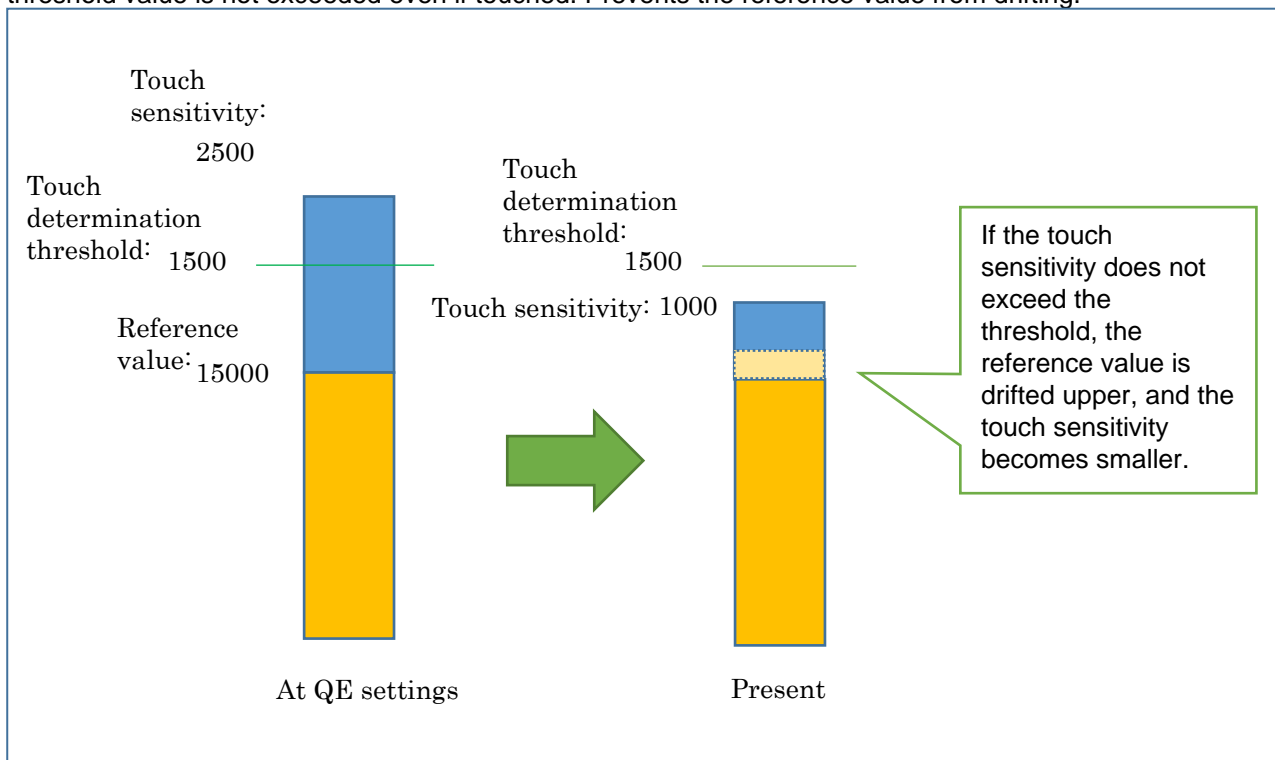 threshold value is not exceeded even if touched. Prevents the reference value from drifting.
Touch
sensitivity:
2500
Touch
determination
threshold:
1500
Reference
value:
15000
At QE settings
Touch
determination
threshold:
1500
Touch sensitivity: 1000
Present
If the touch
sensitivity does not
exceed the
threshold, the
reference value is
drifted upper, and the
touch sensitivity
becomes smaller.